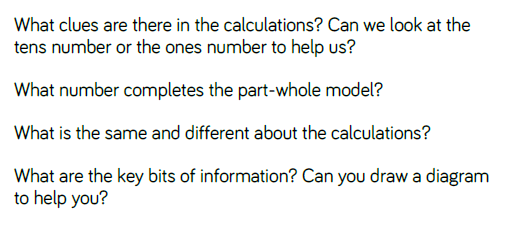 What clues are there in the calculations? Can we look at the
tens number or the ones number to help us?
What number completes the part-whole model?
What is the same and different about the calculations?
What are the key bits of information? Can you draw a diagram
to help you?